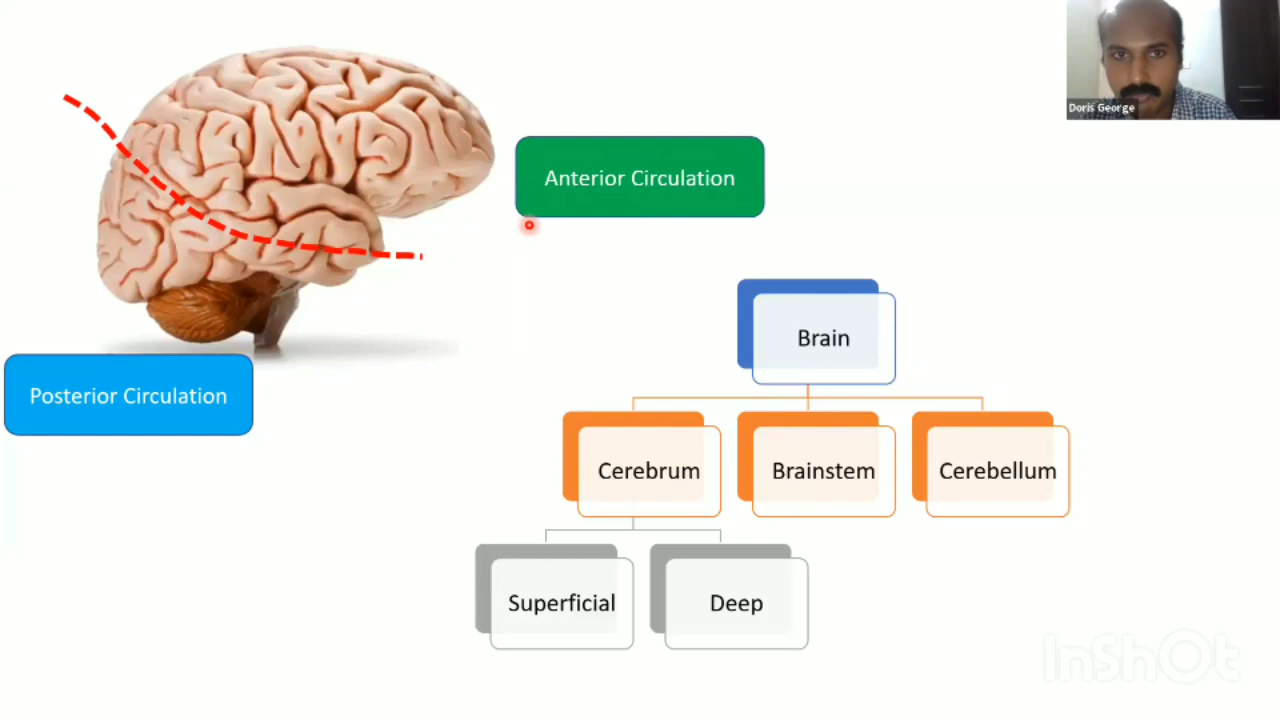 Doris George
Anterior Circulation
Brain
Posterior Circulation
Cerebrum
Brainstem
Cerebellum
Superficial
Deep
InShOt